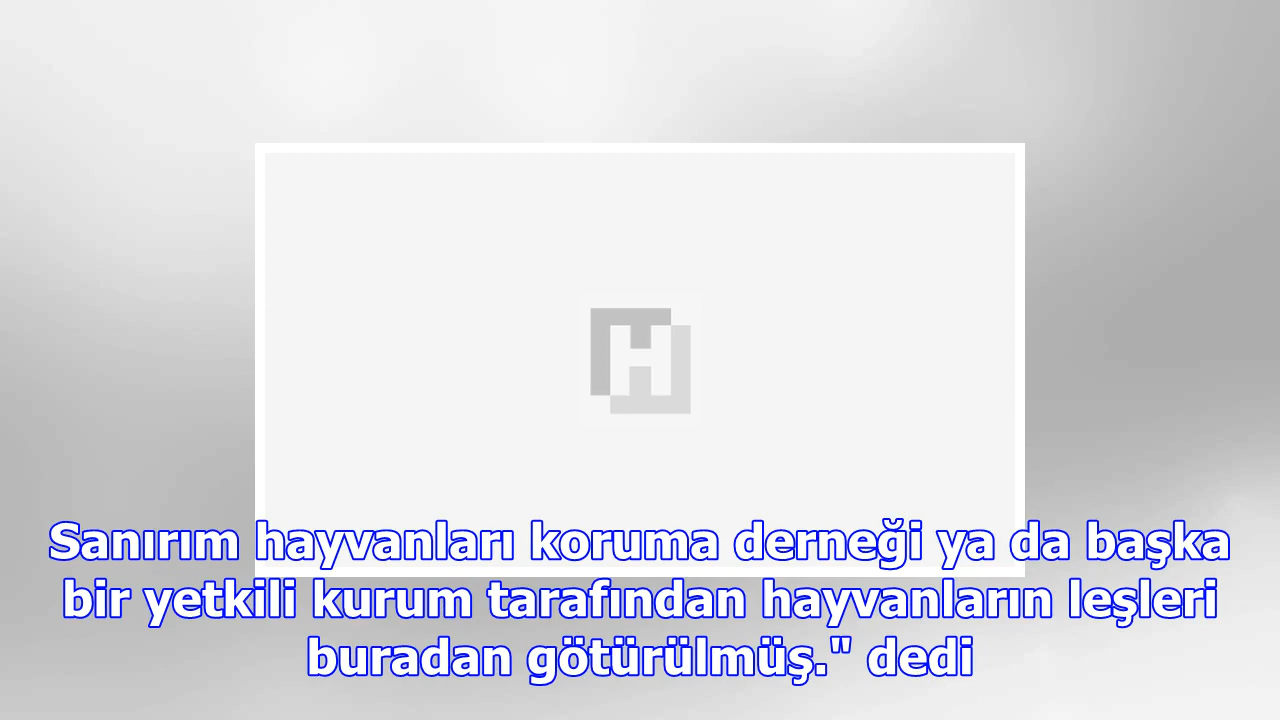 H
Sanırım hayvanları koruma derneği ya da başka
bir yetkili kurum tarafından hayvanların leşleri
buradan götürülmüş." dedi